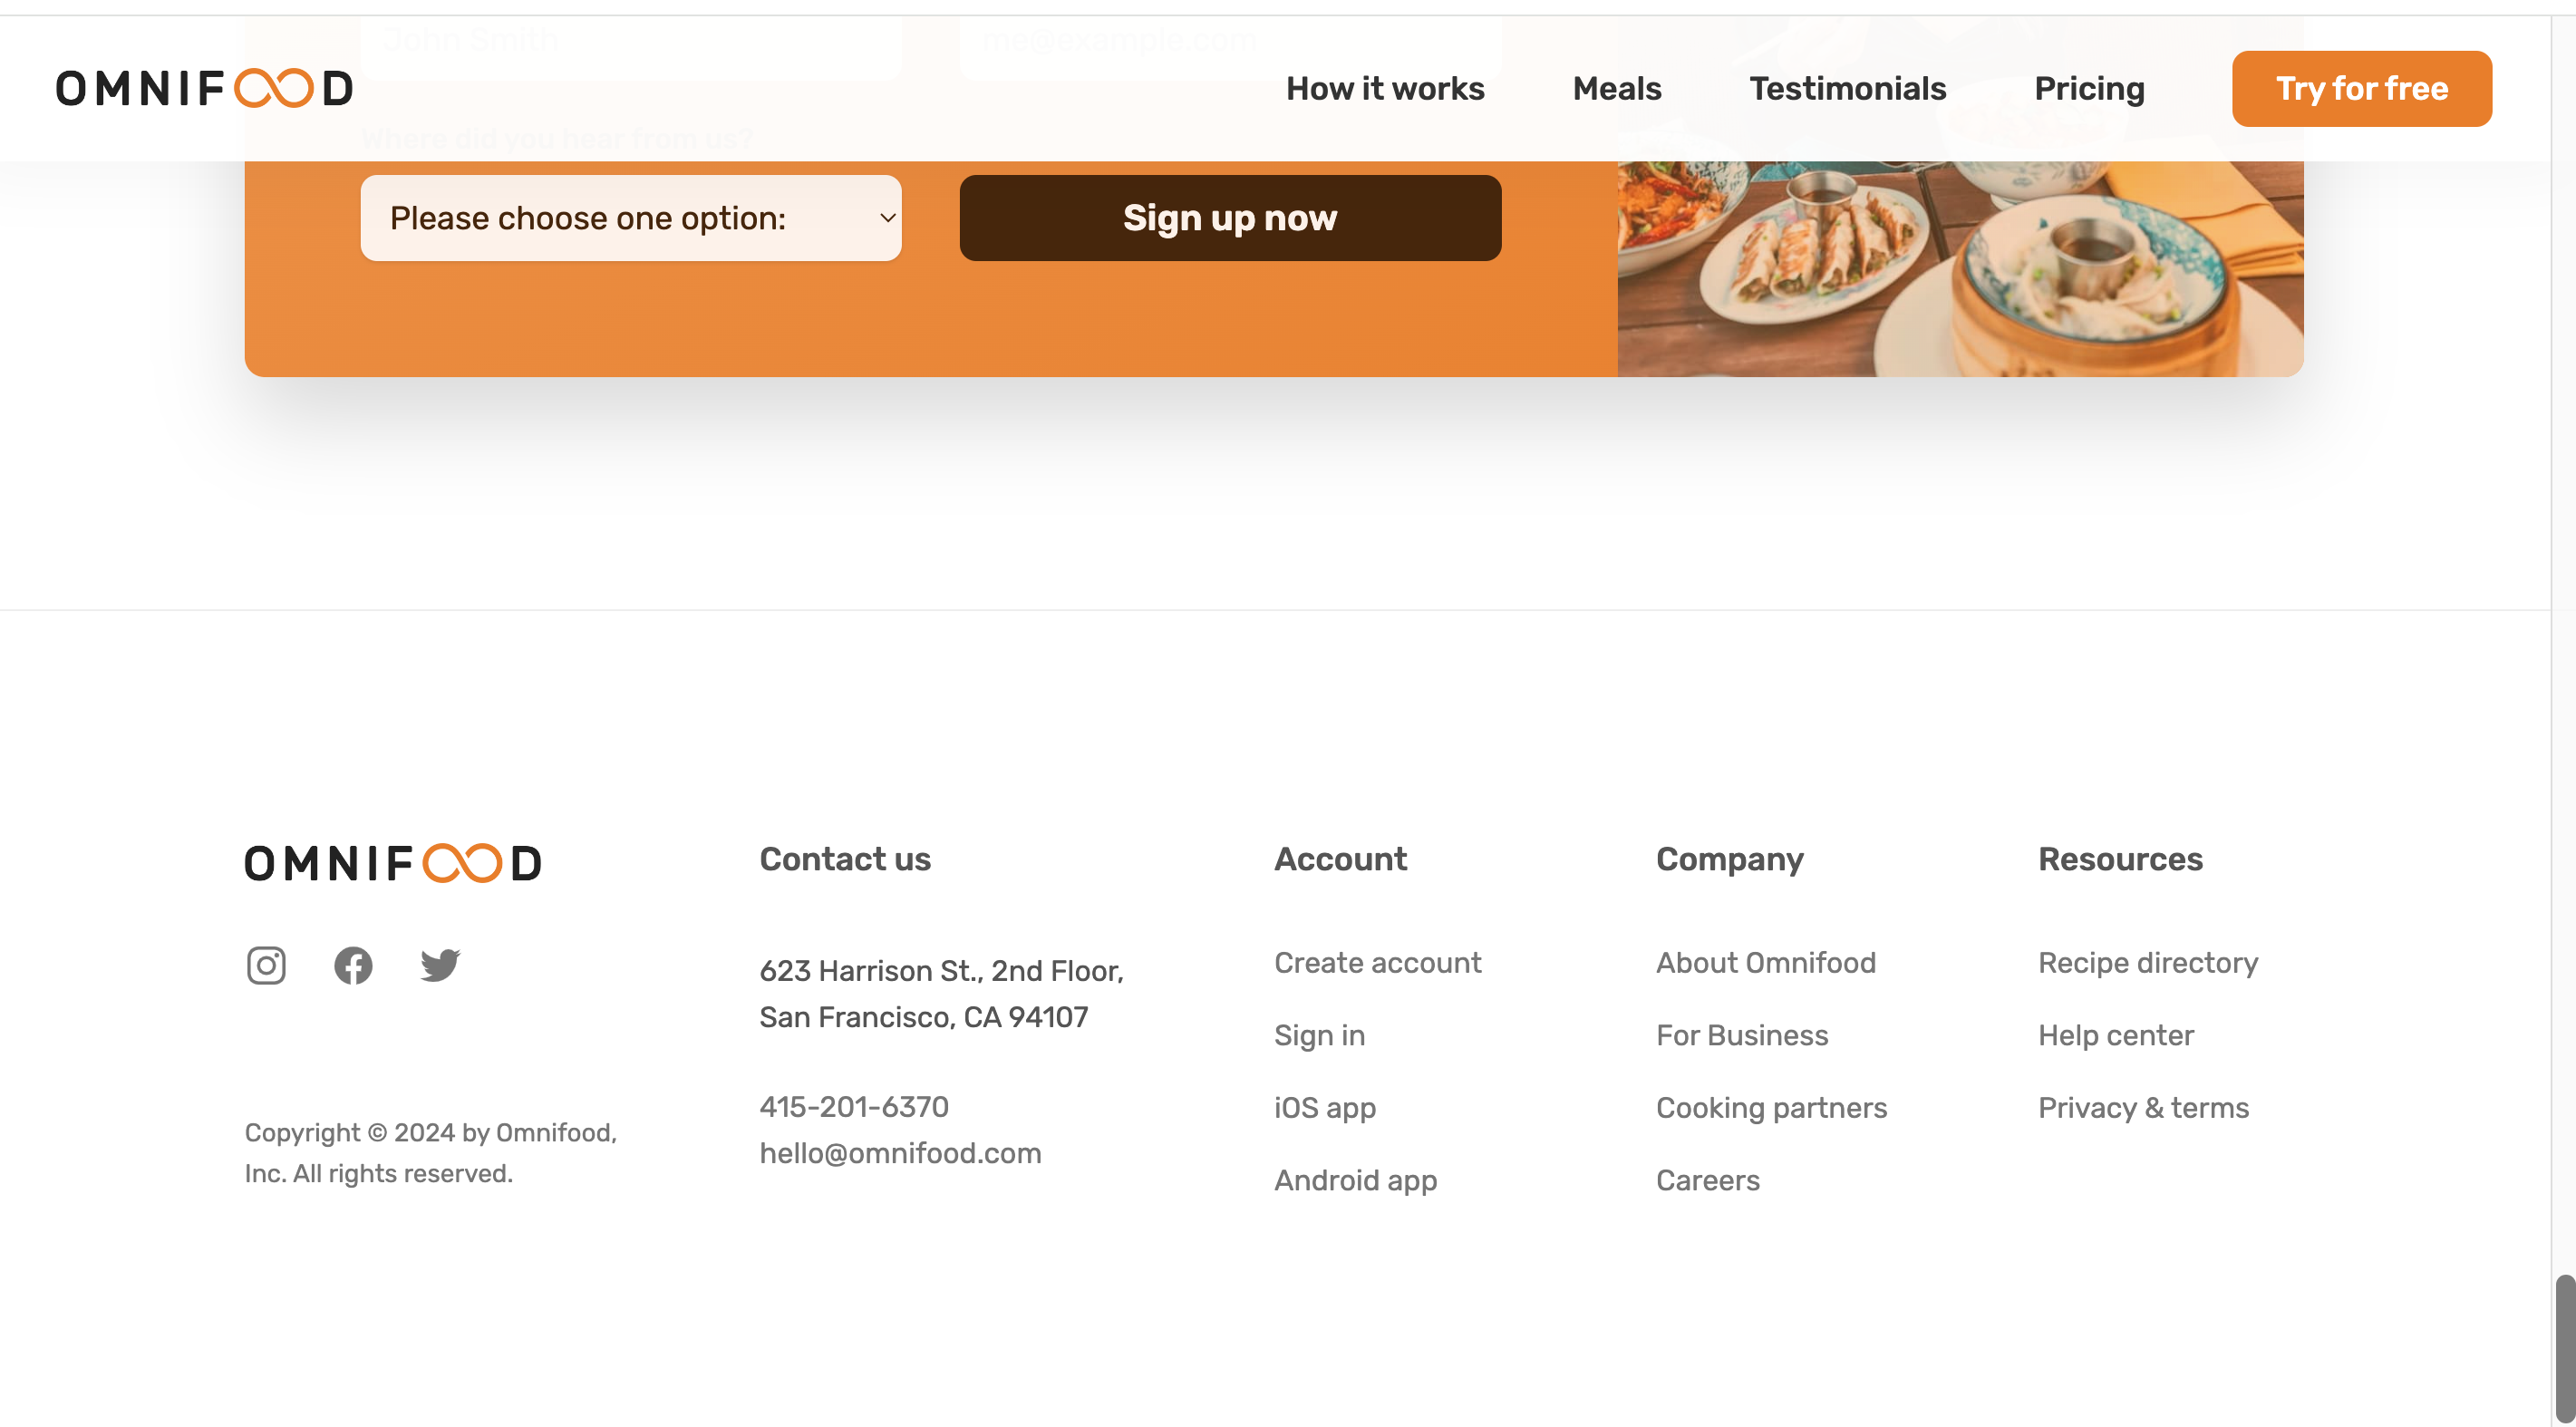 John Smith
me@example.com
OMNIFOOD
How it works
Meals
Testimonials
Pricing
Try for free
Where did you hear from us?
Please choose one option:
Sign up now
OMNIFOOD
Copyright © 2024 by Omnifood,
Inc. All rights reserved.
Contact us
623 Harrison St., 2nd Floor,
San Francisco, CA 94107
415-201-6370
hello@omnifood.com
Account
Create account
Sign in
iOS app
Android app
Company
About Omnifood
For Business
Cooking partners
Careers
Resources
Recipe directory
Help center
Privacy & terms